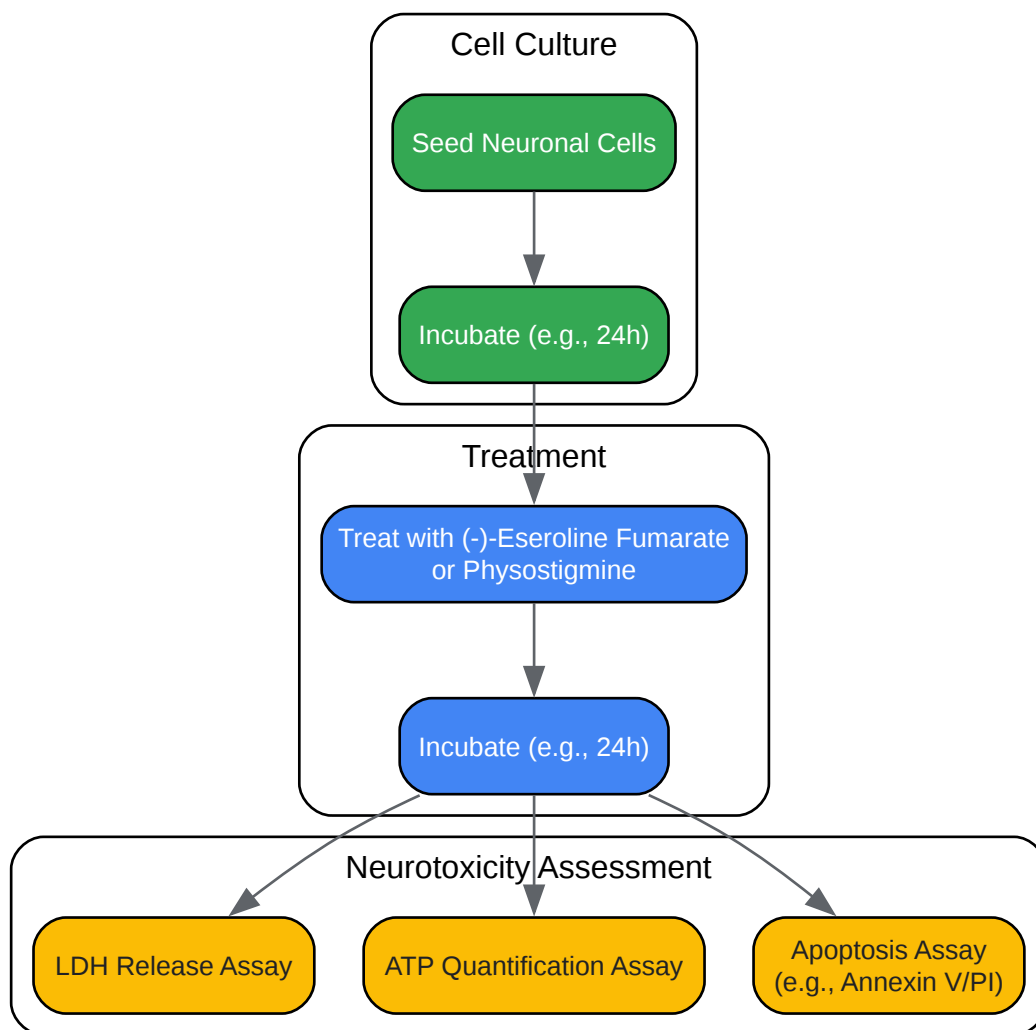 Cell Culture
Seed Neuronal Cells
Incubate (e.g., 24h)
Treatment
Treat with (-)-Eseroline Fumarate
or Physostigmine
Incubate (e.g., 24h)
Neurotoxicity Assessment
LDH Release Assay
ATP Quantification Assay
Apoptosis Assay
(e.g., Annexin V/PI)